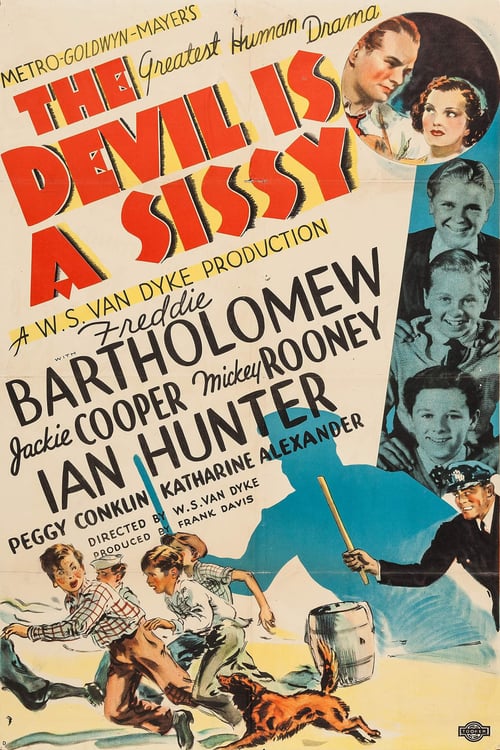 METRO-GOLDWYN-MAYER'S
Greatest Human Drama
THE
DEVIL IS
A SISSY
A W.S. VAN DYKE PRODUCTION
WITH Freddie
BARTHOLOMEW
Jackie COOPER Mickey ROONEY
IAN HUNTER
PEGGY CONKLIN KATHARINE ALEXANDER
DIRECTED BY W.S. VAN DYKE
PRODUCED BY FRANK DAVIS
TOOKER